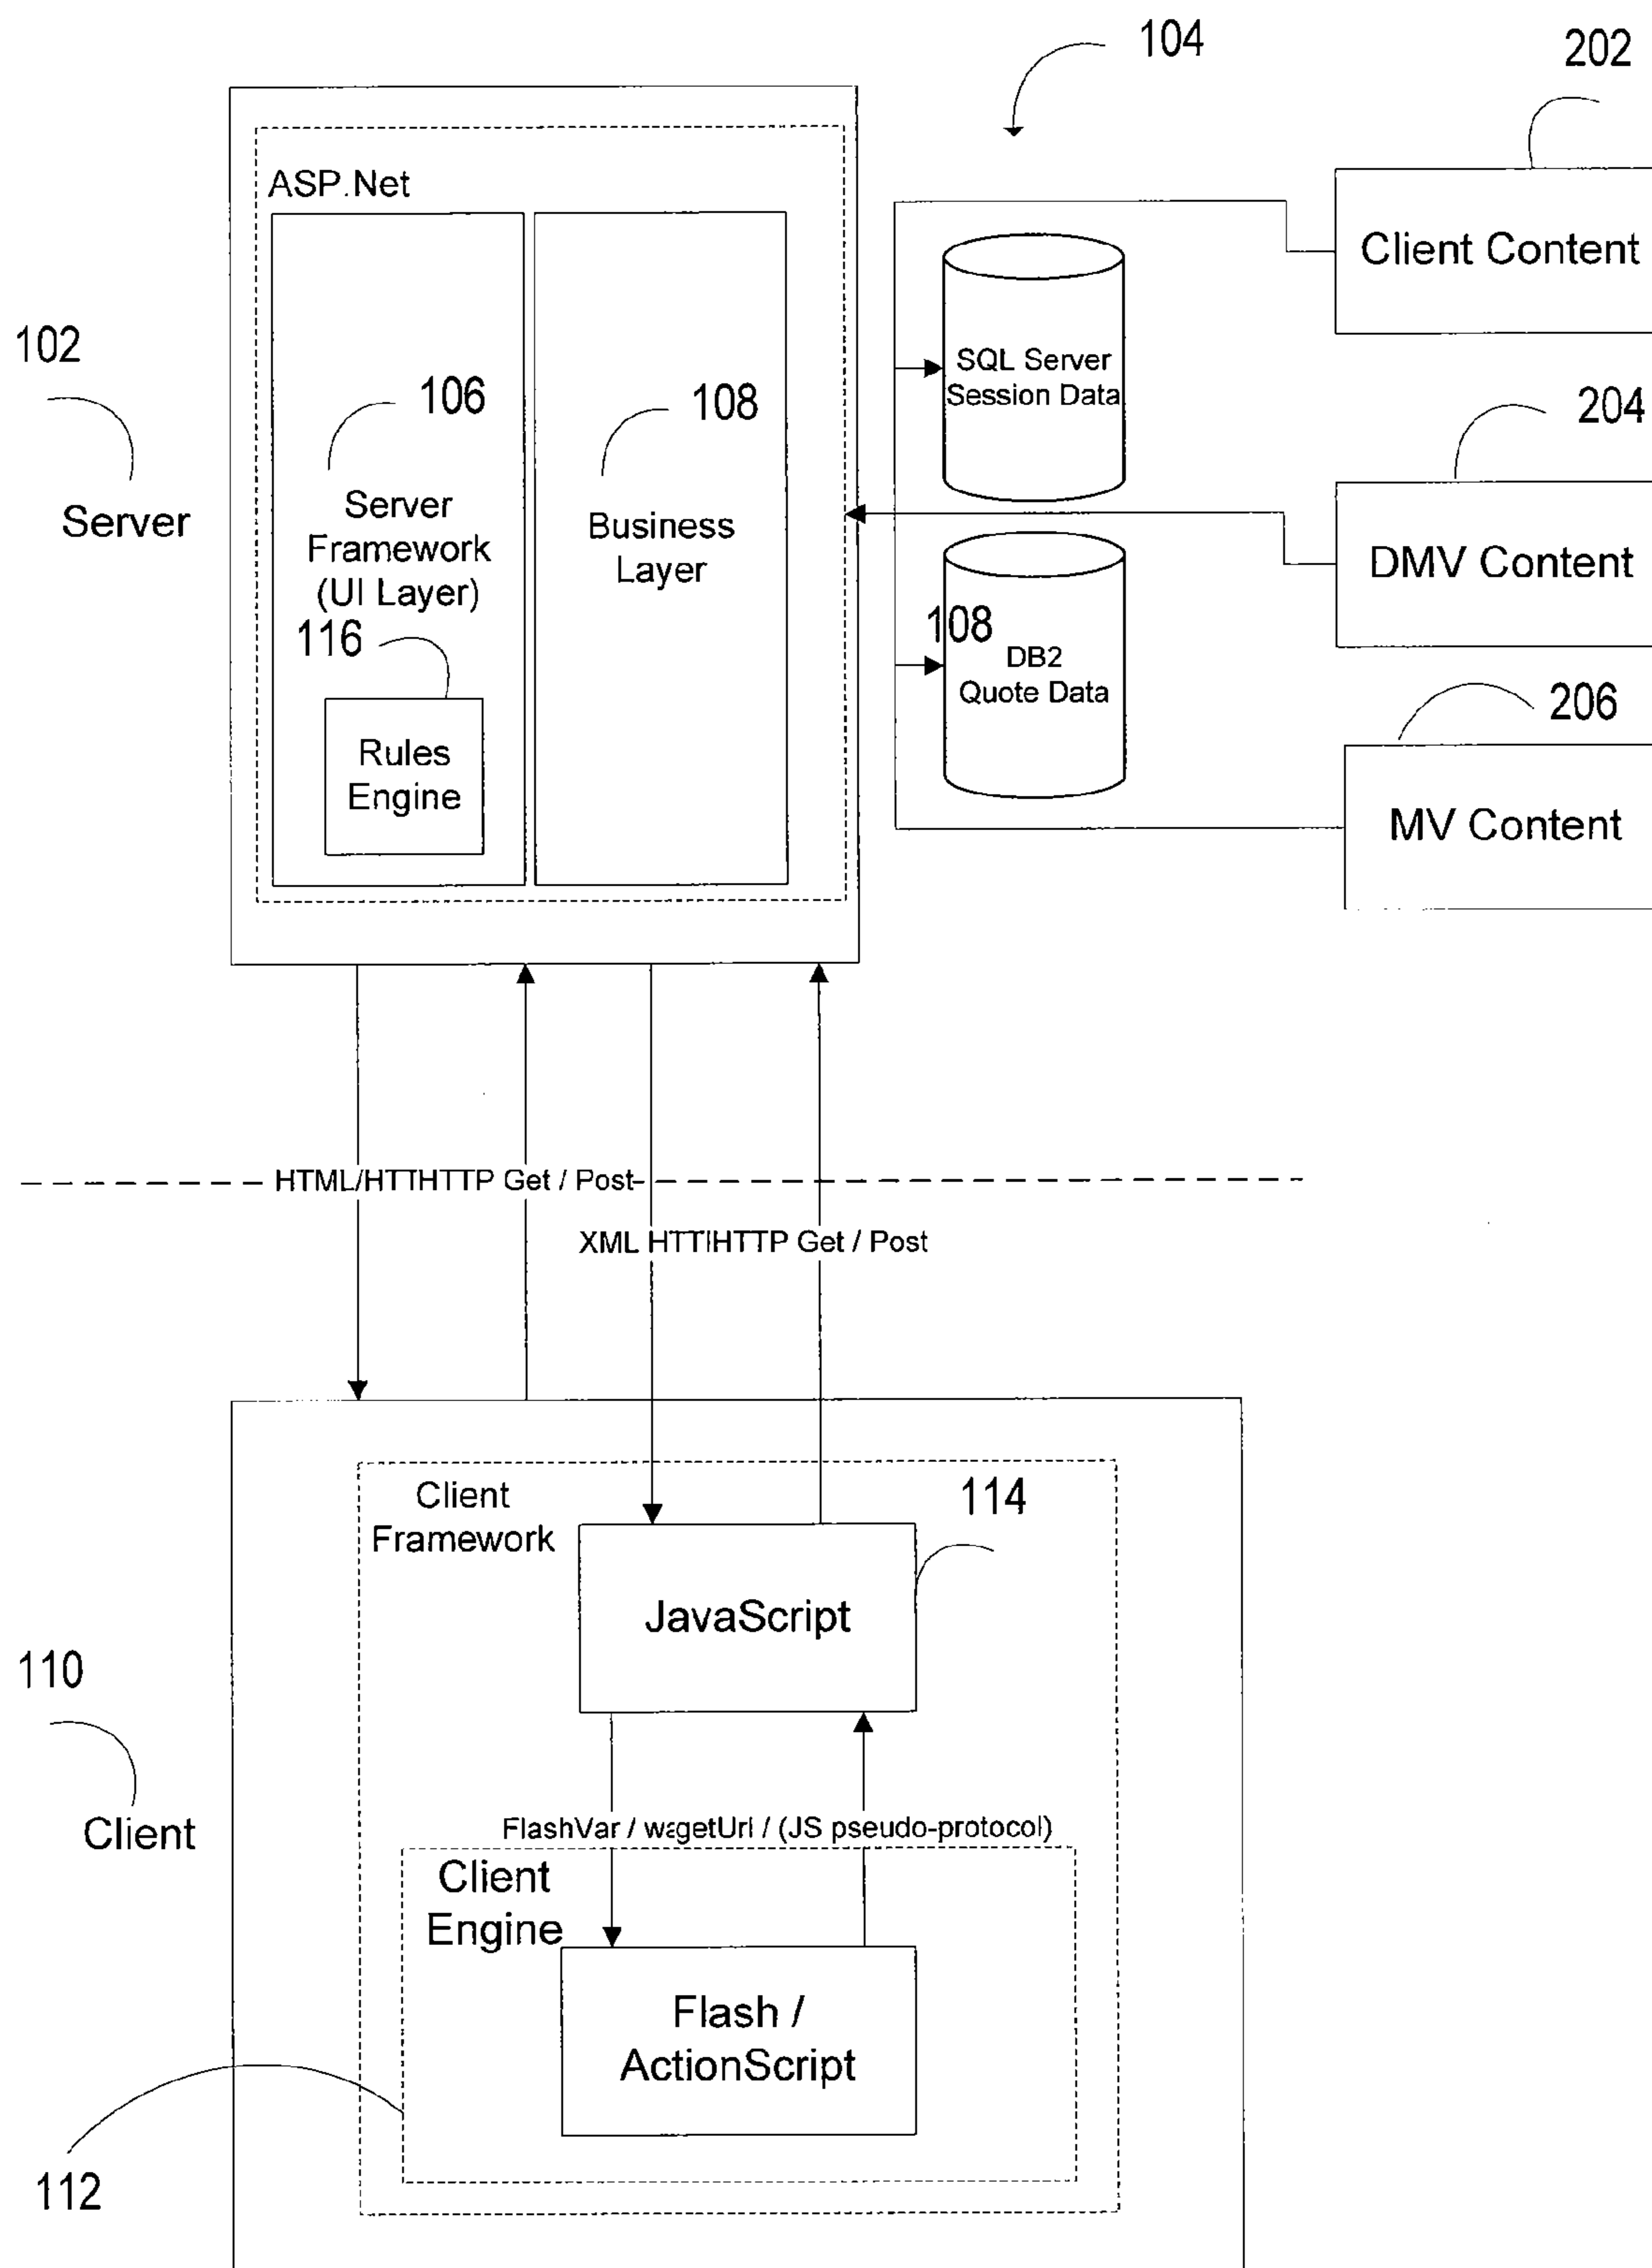 104
202
ASP.Net
Client Content
102
SQL Server
Session Data
106
108
204
Server
Server
Framework
(UI Layer)
Business
Layer
DMV Content
116
108
DB2
Quote Data
206
Rules
Engine
MV Content
HTML/HTTHTTP Get / Post
XML HTTHTTP Get / Post
Client
Framework
114
JavaScript
110
Client
FlashVar / wagetUrl / (JS pseudo-protocol)
Client
Engine
Flash /
ActionScript
112